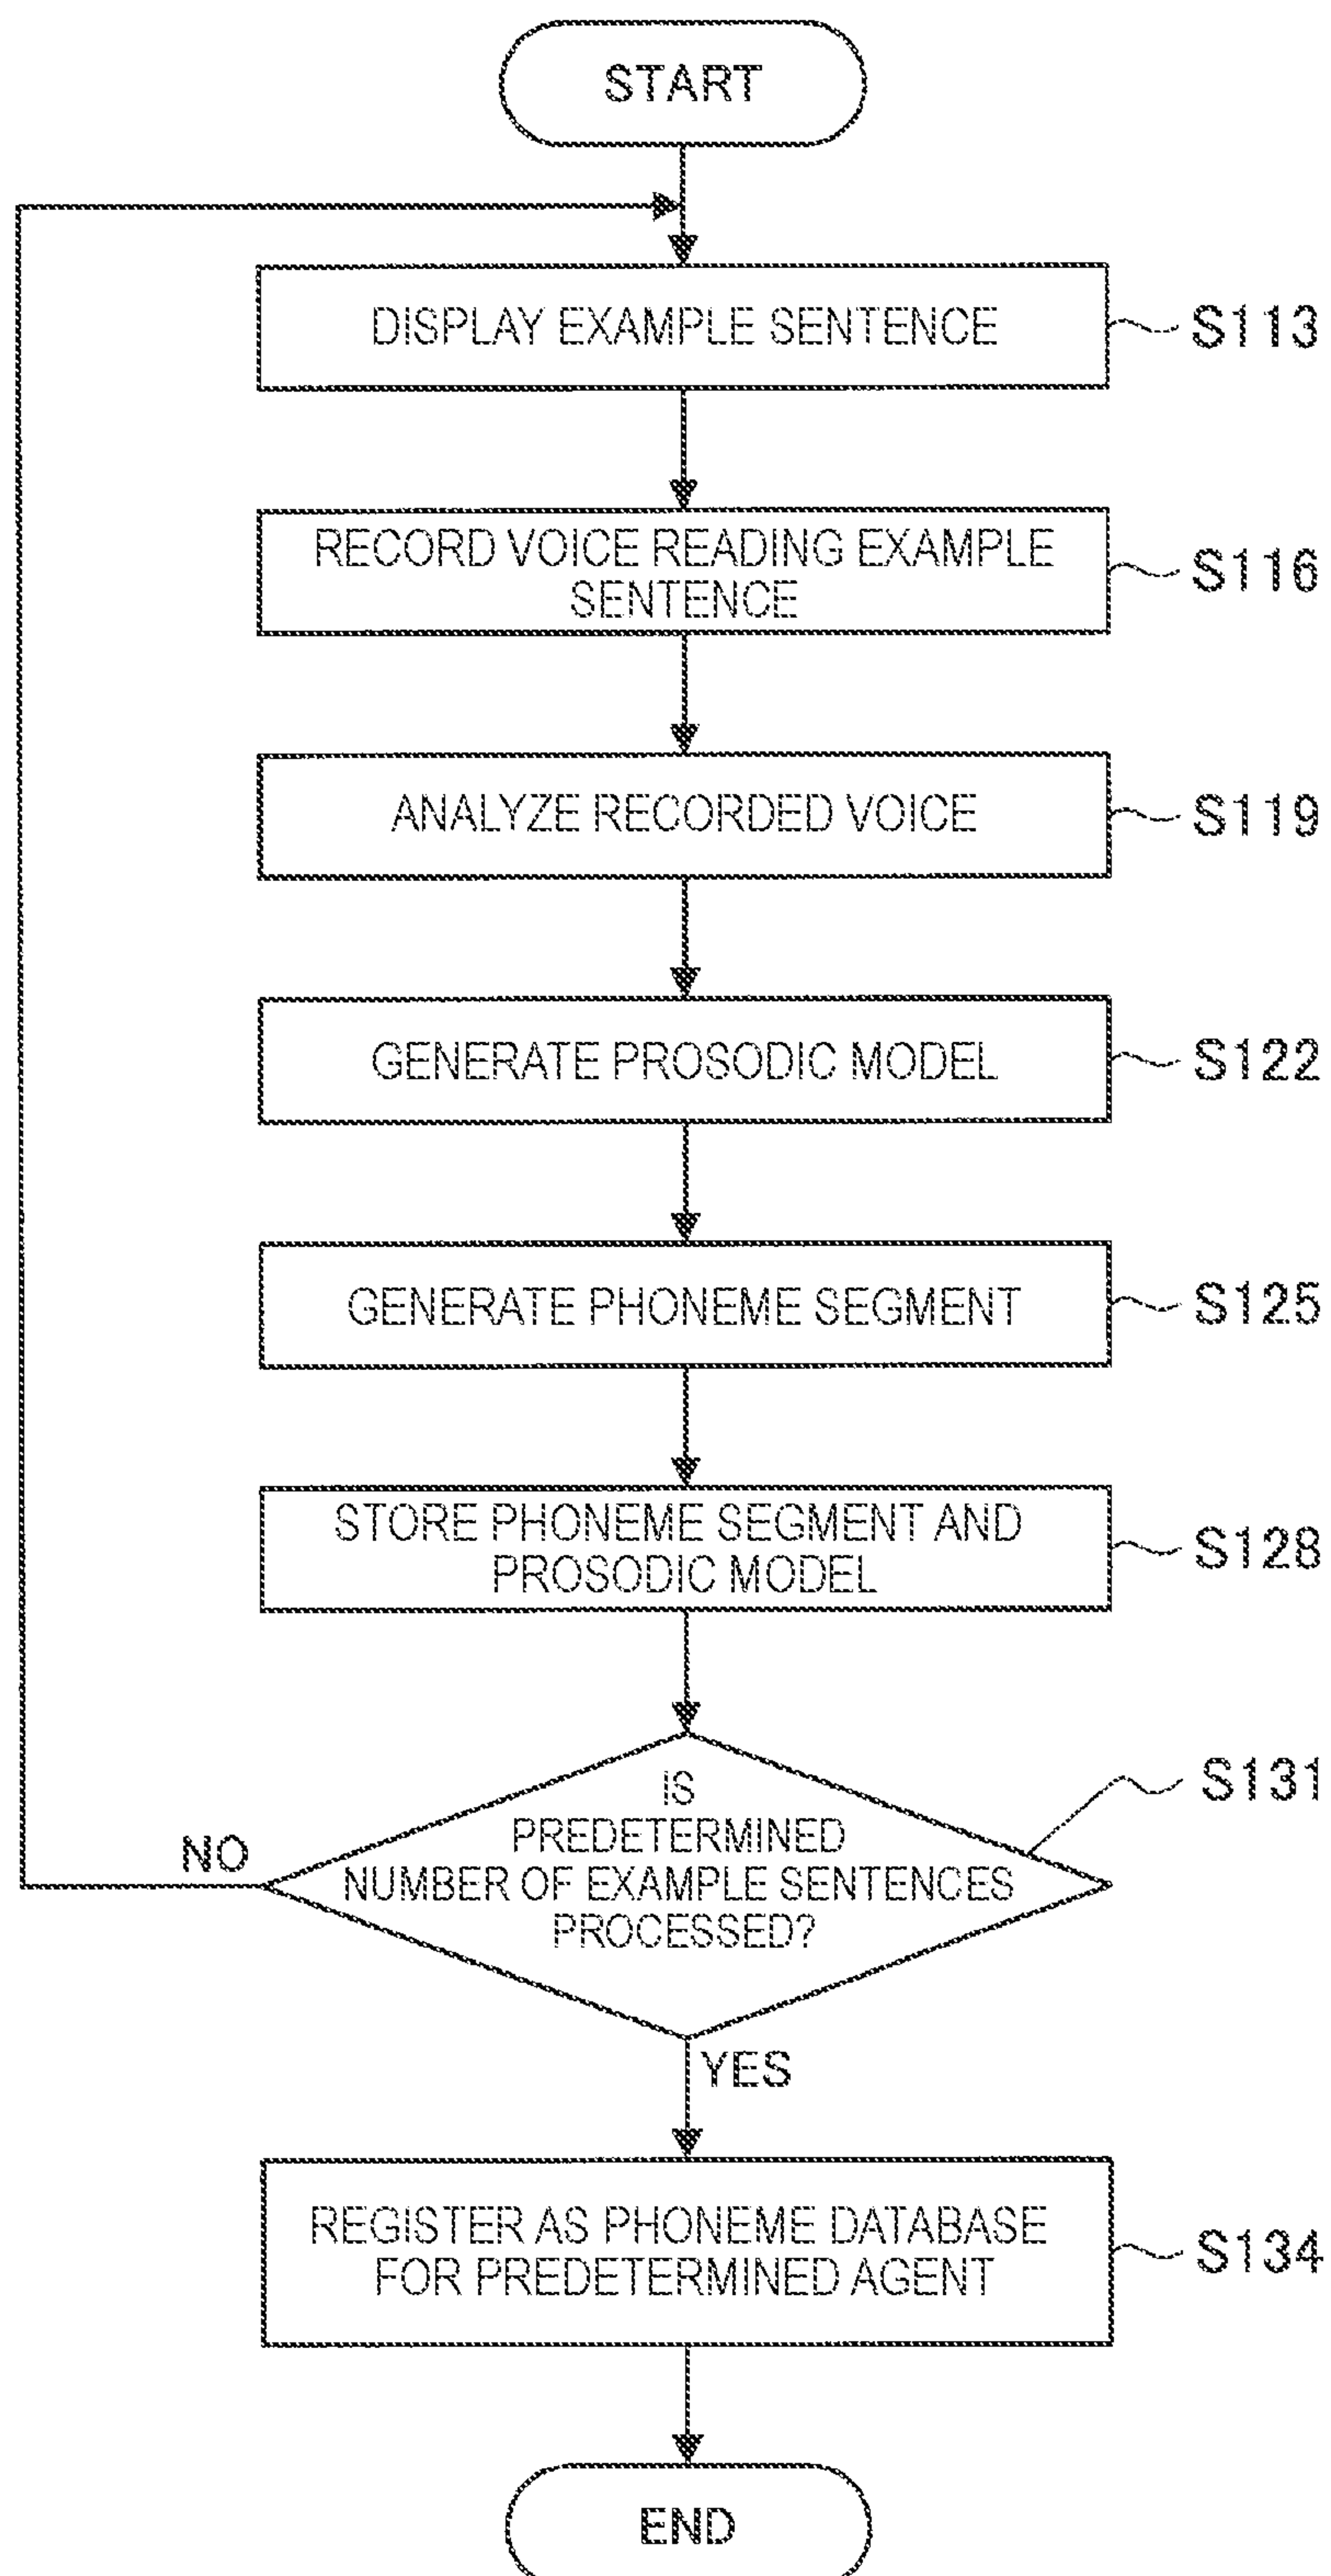 START
DISPLAY EXAMPLE SENTENCE
S113
RECORD VOICE READING EXAMPLE
SENTENCE
S116
ANALYZE RECORDED VOICE
S119
GENERATE PROSODIC MODEL
S122
GENERATE PHONEME SEGMENT
S125
STORE PHONEME SEGMENT AND
PROSODIC MODEL
S128
IS
PREDETERMINED
NUMBER OF EXAMPLE SENTENCES
PROCESSED?
S131
NO
YES
REGISTER AS PHONEME DATABASE
FOR PREDETERMINED AGENT
S134
END